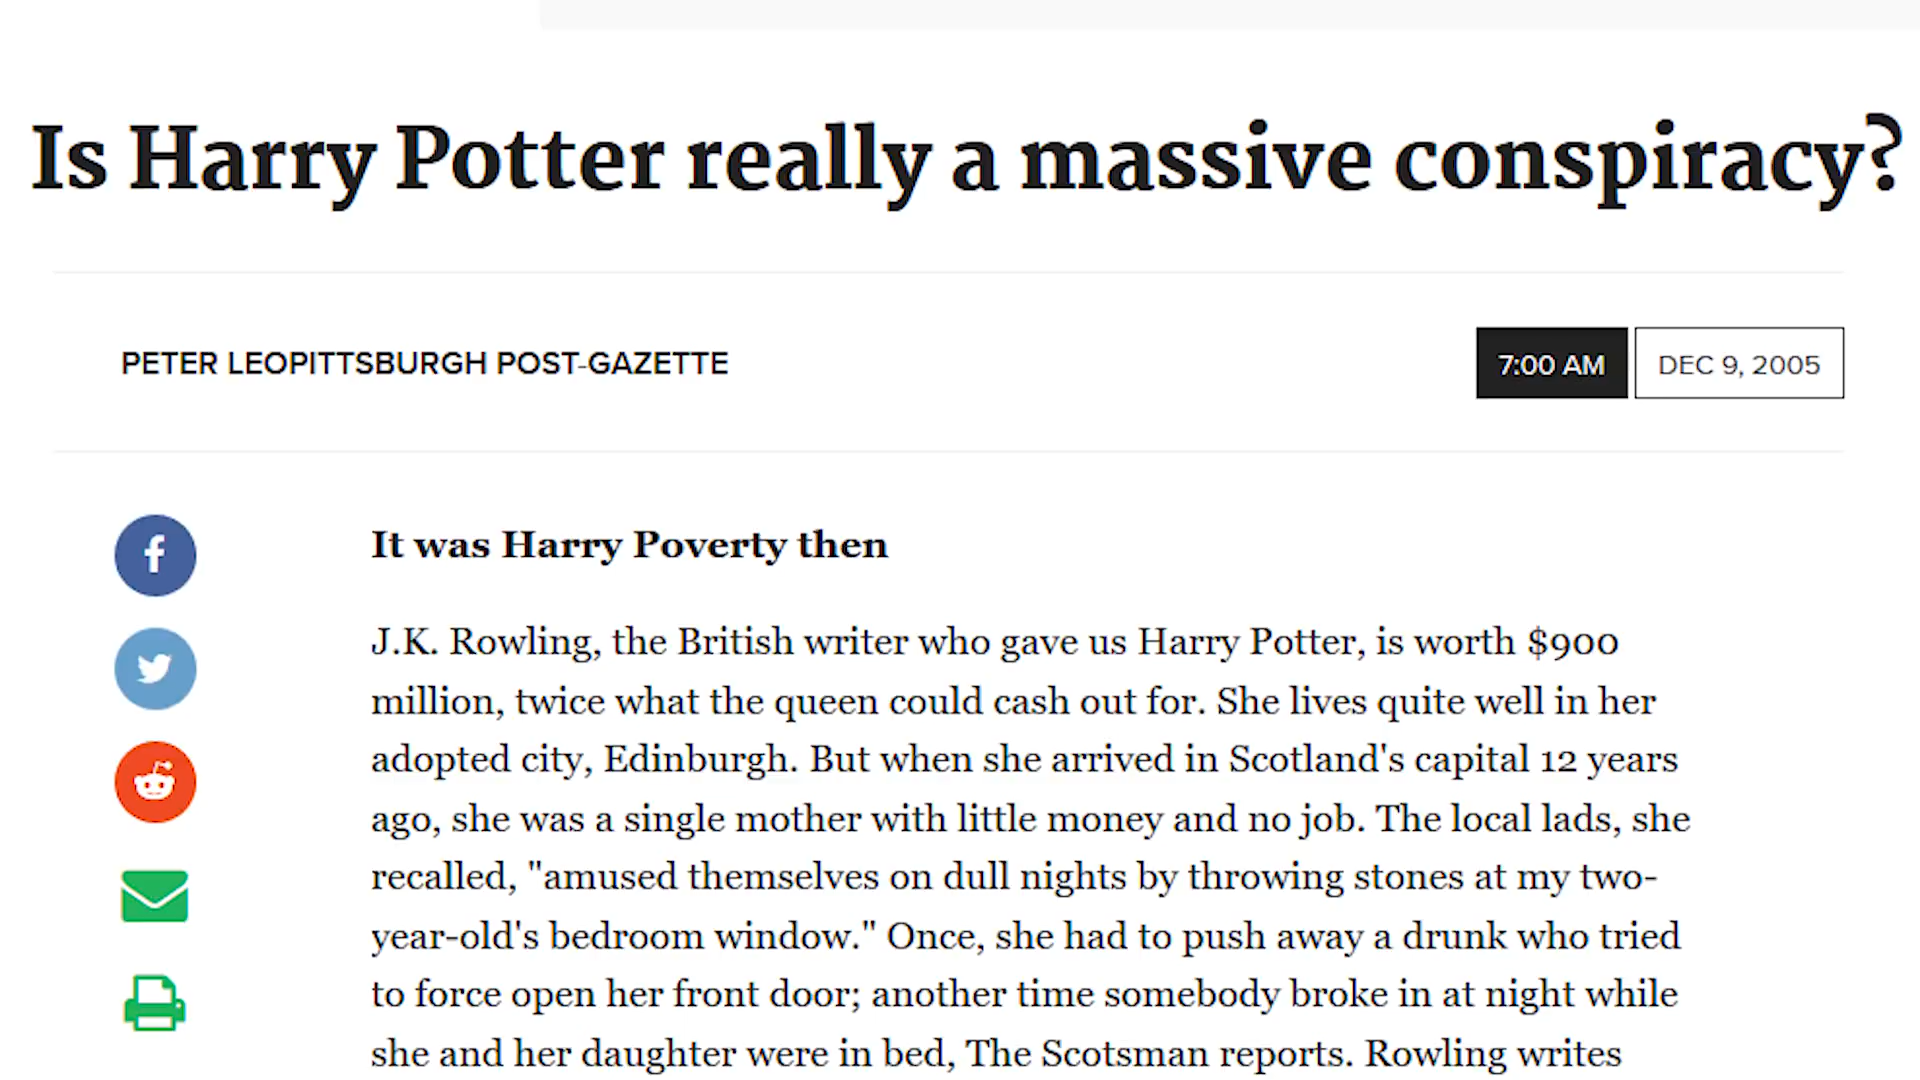 Is Harry Potter really a massive conspiracy?
PETER LEOPITTSBURGH POST-GAZETTE
7:00 AM
DEC 9, 2005
It was Harry Poverty then
J.K. Rowling, the British writer who gave us Harry Potter, is worth $900
million, twice what the queen could cash out for. She lives quite well in her
adopted city, Edinburgh. But when she arrived in Scotland's capital 12 years
ago, she was a single mother with little money and no job. The local lads, she
recalled, "amused themselves on dull nights by throwing stones at my two-
year-old's bedroom window." Once, she had to push away a drunk who tried
to force open her front door; another time somebody broke in at night while
she and her daughter were in bed, The Scotsman reports. Rowling writes